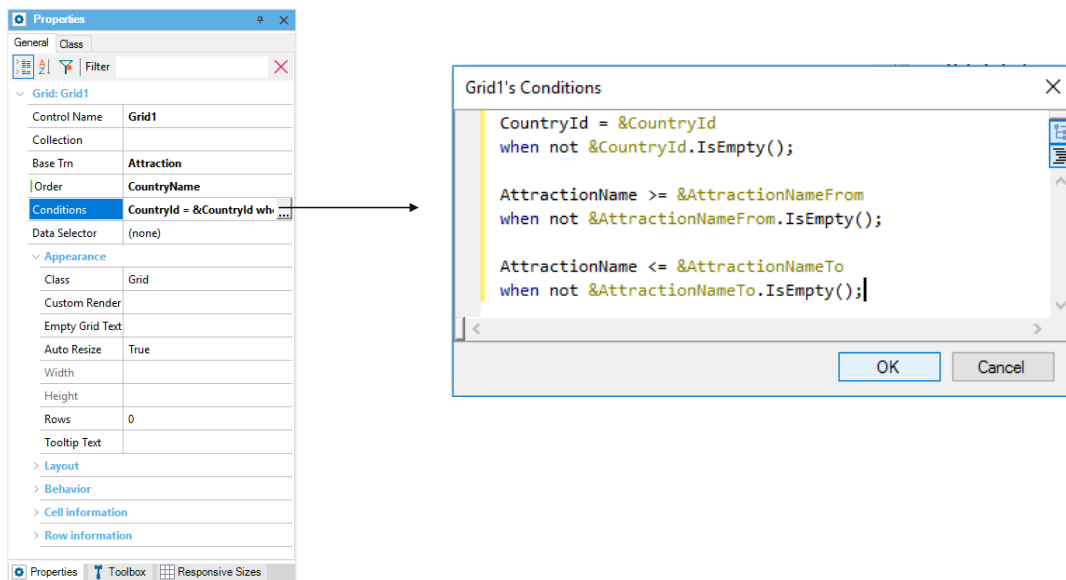 Properties
General Class
Filter
Grid: Grid1
Control Name Grid1
Collection
Base Trn Attraction
Order CountryName
Conditions CountryId = &CountryId whe ...
Data Selector (none)
Appearance
Class Grid
Custom Render
Empty Grid Text
Auto Resize True
Width
Height
Rows 0
Tooltip Text
Layout
Behavior
Cell information
Row information
Properties Toolbox Responsive Sizes
Grid1's Conditions
CountryId = &CountryId
when not &CountryId.IsEmpty();
AttractionName >= &AttractionNameFrom
when not &AttractionNameFrom.IsEmpty();
AttractionName <= &AttractionNameTo
when not &AttractionNameTo.IsEmpty();
OK Cancel